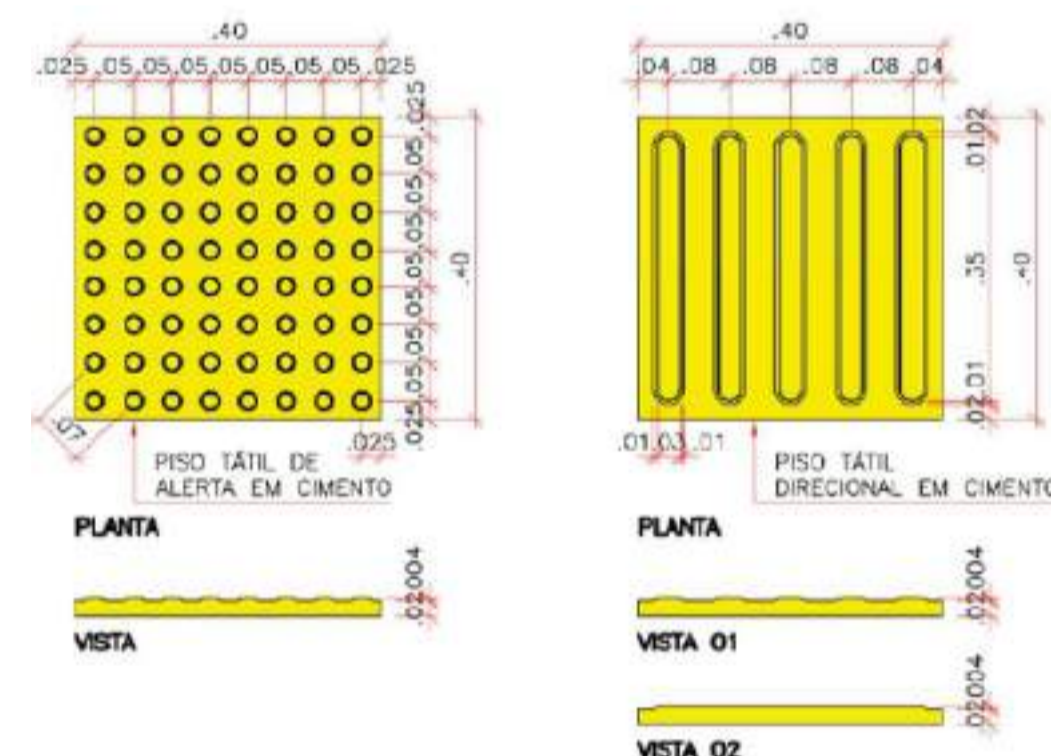 .40
.025 .05 .05 .05 .05 .05 .05 .05 .025
.025 .05 .05 .05 .05 .05 .05 .05 .025
.40
.07
.025
PISO TÁTIL DE
ALERTA EM CIMENTO
PLANTA
.02 004
VISTA
.40
.04 .08 .08 .08 .08 .04
.01 .02
.35
.02 .01
.40
.01 .03 .01
PISO TÁTIL
DIRECIONAL EM CIMENTO
PLANTA
.02 004
VISTA 01
.02 004
VISTA 02